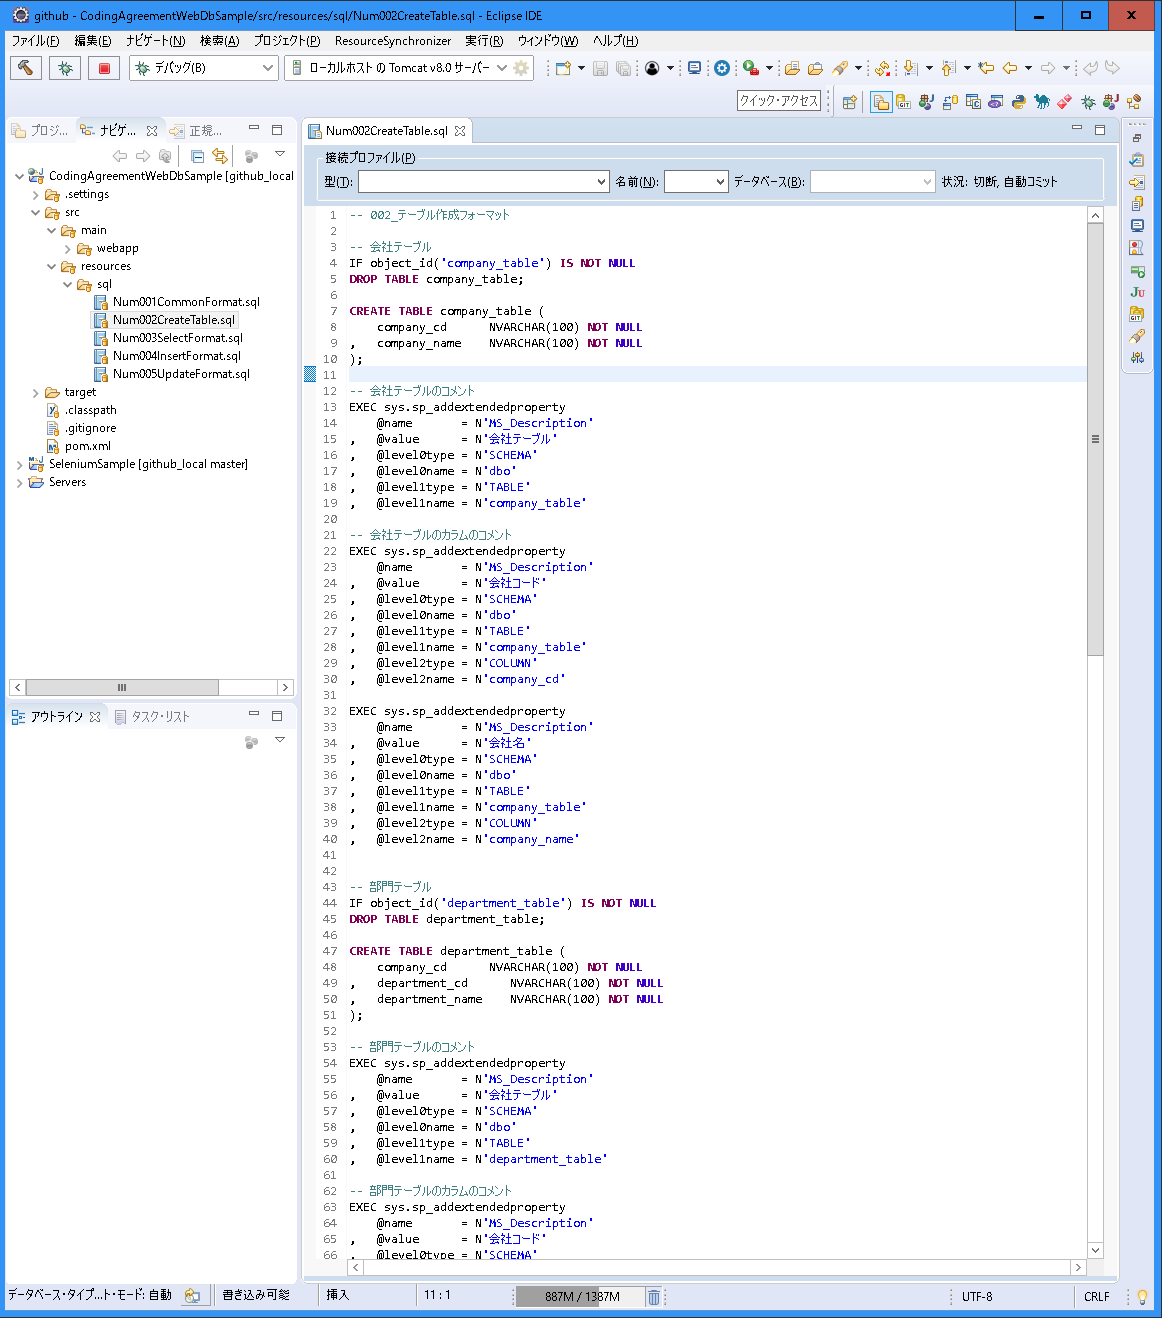 github - CodingAgreementWebDbSample/src/resources/sql/Num002CreateTable.sql - Eclipse IDE
ファイル(F) 編集(E) ナビゲート(N) 検索(A) プロジェクト(P) ResourceSynchronizer 実行(R) ウィンドウ(W) ヘルプ(H)
デバッグ(B) ローカルホスト の Tomcat v8.0 サーバー
クイック・アクセス
プロジ... ナビゲ... 正規...
CodingAgreementWebDbSample [github_local
.settings
src
main
webapp
resources
sql
Num001CommonFormat.sql
Num002CreateTable.sql
Num003SelectFormat.sql
Num004InsertFormat.sql
Num005UpdateFormat.sql
target
.classpath
.gitignore
pom.xml
SeleniumSample [github_local master]
Servers
アウトライン タスク・リスト
Num002CreateTable.sql
接続プロファイル(P)
型(T): 名前(N): データベース(B): 状況: 切断, 自動コミット
1 -- 002_テーブル作成フォーマット
2
3 -- 会社テーブル
4 IF object_id('company_table') IS NOT NULL
5 DROP TABLE company_table;
6
7 CREATE TABLE company_table (
8     company_cd      NVARCHAR(100) NOT NULL
9 ,   company_name    NVARCHAR(100) NOT NULL
10 );
11
12 -- 会社テーブルのコメント
13 EXEC sys.sp_addextendedproperty
14     @name       = N'MS_Description'
15 ,   @value      = N'会社テーブル'
16 ,   @level0type = N'SCHEMA'
17 ,   @level0name = N'dbo'
18 ,   @level1type = N'TABLE'
19 ,   @level1name = N'company_table'
20
21 -- 会社テーブルのカラムのコメント
22 EXEC sys.sp_addextendedproperty
23     @name       = N'MS_Description'
24 ,   @value      = N'会社コード'
25 ,   @level0type = N'SCHEMA'
26 ,   @level0name = N'dbo'
27 ,   @level1type = N'TABLE'
28 ,   @level1name = N'company_table'
29 ,   @level2type = N'COLUMN'
30 ,   @level2name = N'company_cd'
31
32 EXEC sys.sp_addextendedproperty
33     @name       = N'MS_Description'
34 ,   @value      = N'会社名'
35 ,   @level0type = N'SCHEMA'
36 ,   @level0name = N'dbo'
37 ,   @level1type = N'TABLE'
38 ,   @level1name = N'company_table'
39 ,   @level2type = N'COLUMN'
40 ,   @level2name = N'company_name'
41
42
43 -- 部門テーブル
44 IF object_id('department_table') IS NOT NULL
45 DROP TABLE department_table;
46
47 CREATE TABLE department_table (
48     company_cd      NVARCHAR(100) NOT NULL
49 ,   department_cd      NVARCHAR(100) NOT NULL
50 ,   department_name    NVARCHAR(100) NOT NULL
51 );
52
53 -- 部門テーブルのコメント
54 EXEC sys.sp_addextendedproperty
55     @name       = N'MS_Description'
56 ,   @value      = N'会社テーブル'
57 ,   @level0type = N'SCHEMA'
58 ,   @level0name = N'dbo'
59 ,   @level1type = N'TABLE'
60 ,   @level1name = N'department_table'
61
62 -- 部門テーブルのカラムのコメント
63 EXEC sys.sp_addextendedproperty
64     @name       = N'MS_Description'
65 ,   @value      = N'会社コード'
66 ,   @level0type = N'SCHEMA'
データベース・タイプ...ト・モード: 自動 書き込み可能 挿入 11 : 1 887M / 1387M UTF-8 CRLF